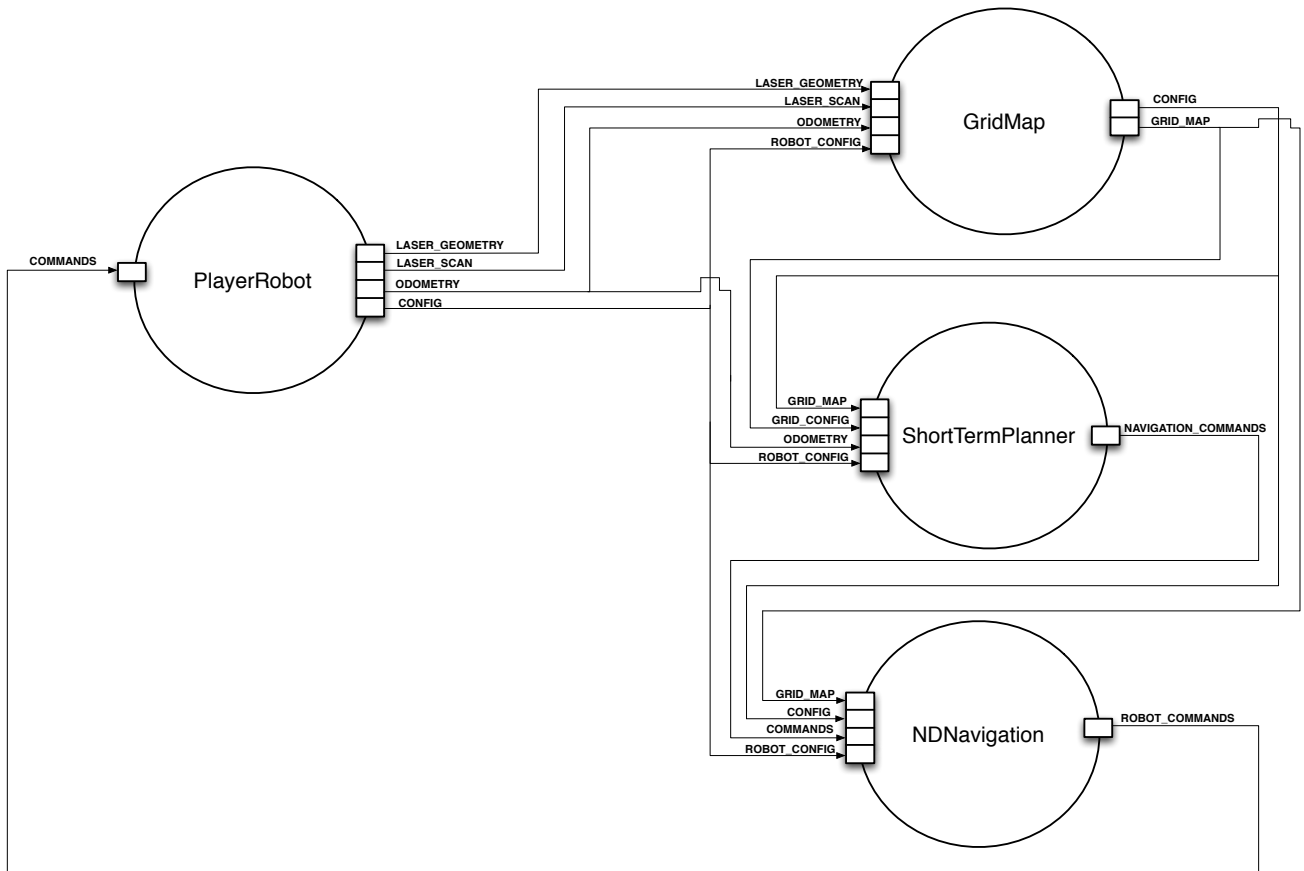 LASER_GEOMETRY
LASER_SCAN
ODOMETRY
ROBOT_CONFIG
GridMap
CONFIG
GRID_MAP
COMMANDS
PlayerRobot
LASER_GEOMETRY
LASER_SCAN
ODOMETRY
CONFIG
GRID_MAP
GRID_CONFIG
ODOMETRY
ROBOT_CONFIG
ShortTermPlanner
NAVIGATION_COMMANDS
GRID_MAP
CONFIG
COMMANDS
ROBOT_CONFIG
NDNavigation
ROBOT_COMMANDS